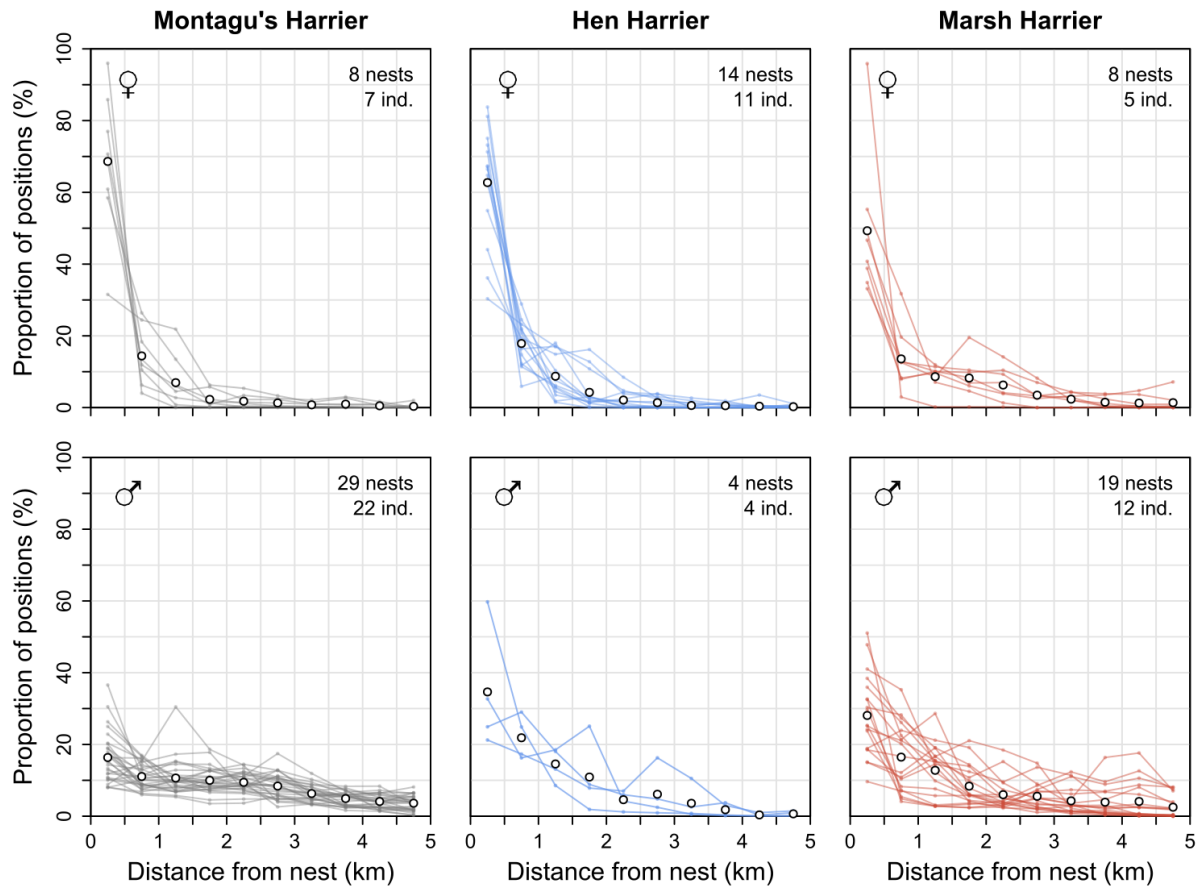 Montagu's Harrier
Hen Harrier
Marsh Harrier
Proportion of positions (%)
100
80
60
40
20
0
♀
8 nests
7 ind.
♀
14 nests
11 ind.
♀
8 nests
5 ind.
Proportion of positions (%)
100
80
60
40
20
0
♂
29 nests
22 ind.
♂
4 nests
4 ind.
♂
19 nests
12 ind.
0 1 2 3 4 5
0 1 2 3 4 5
0 1 2 3 4 5
Distance from nest (km)
Distance from nest (km)
Distance from nest (km)